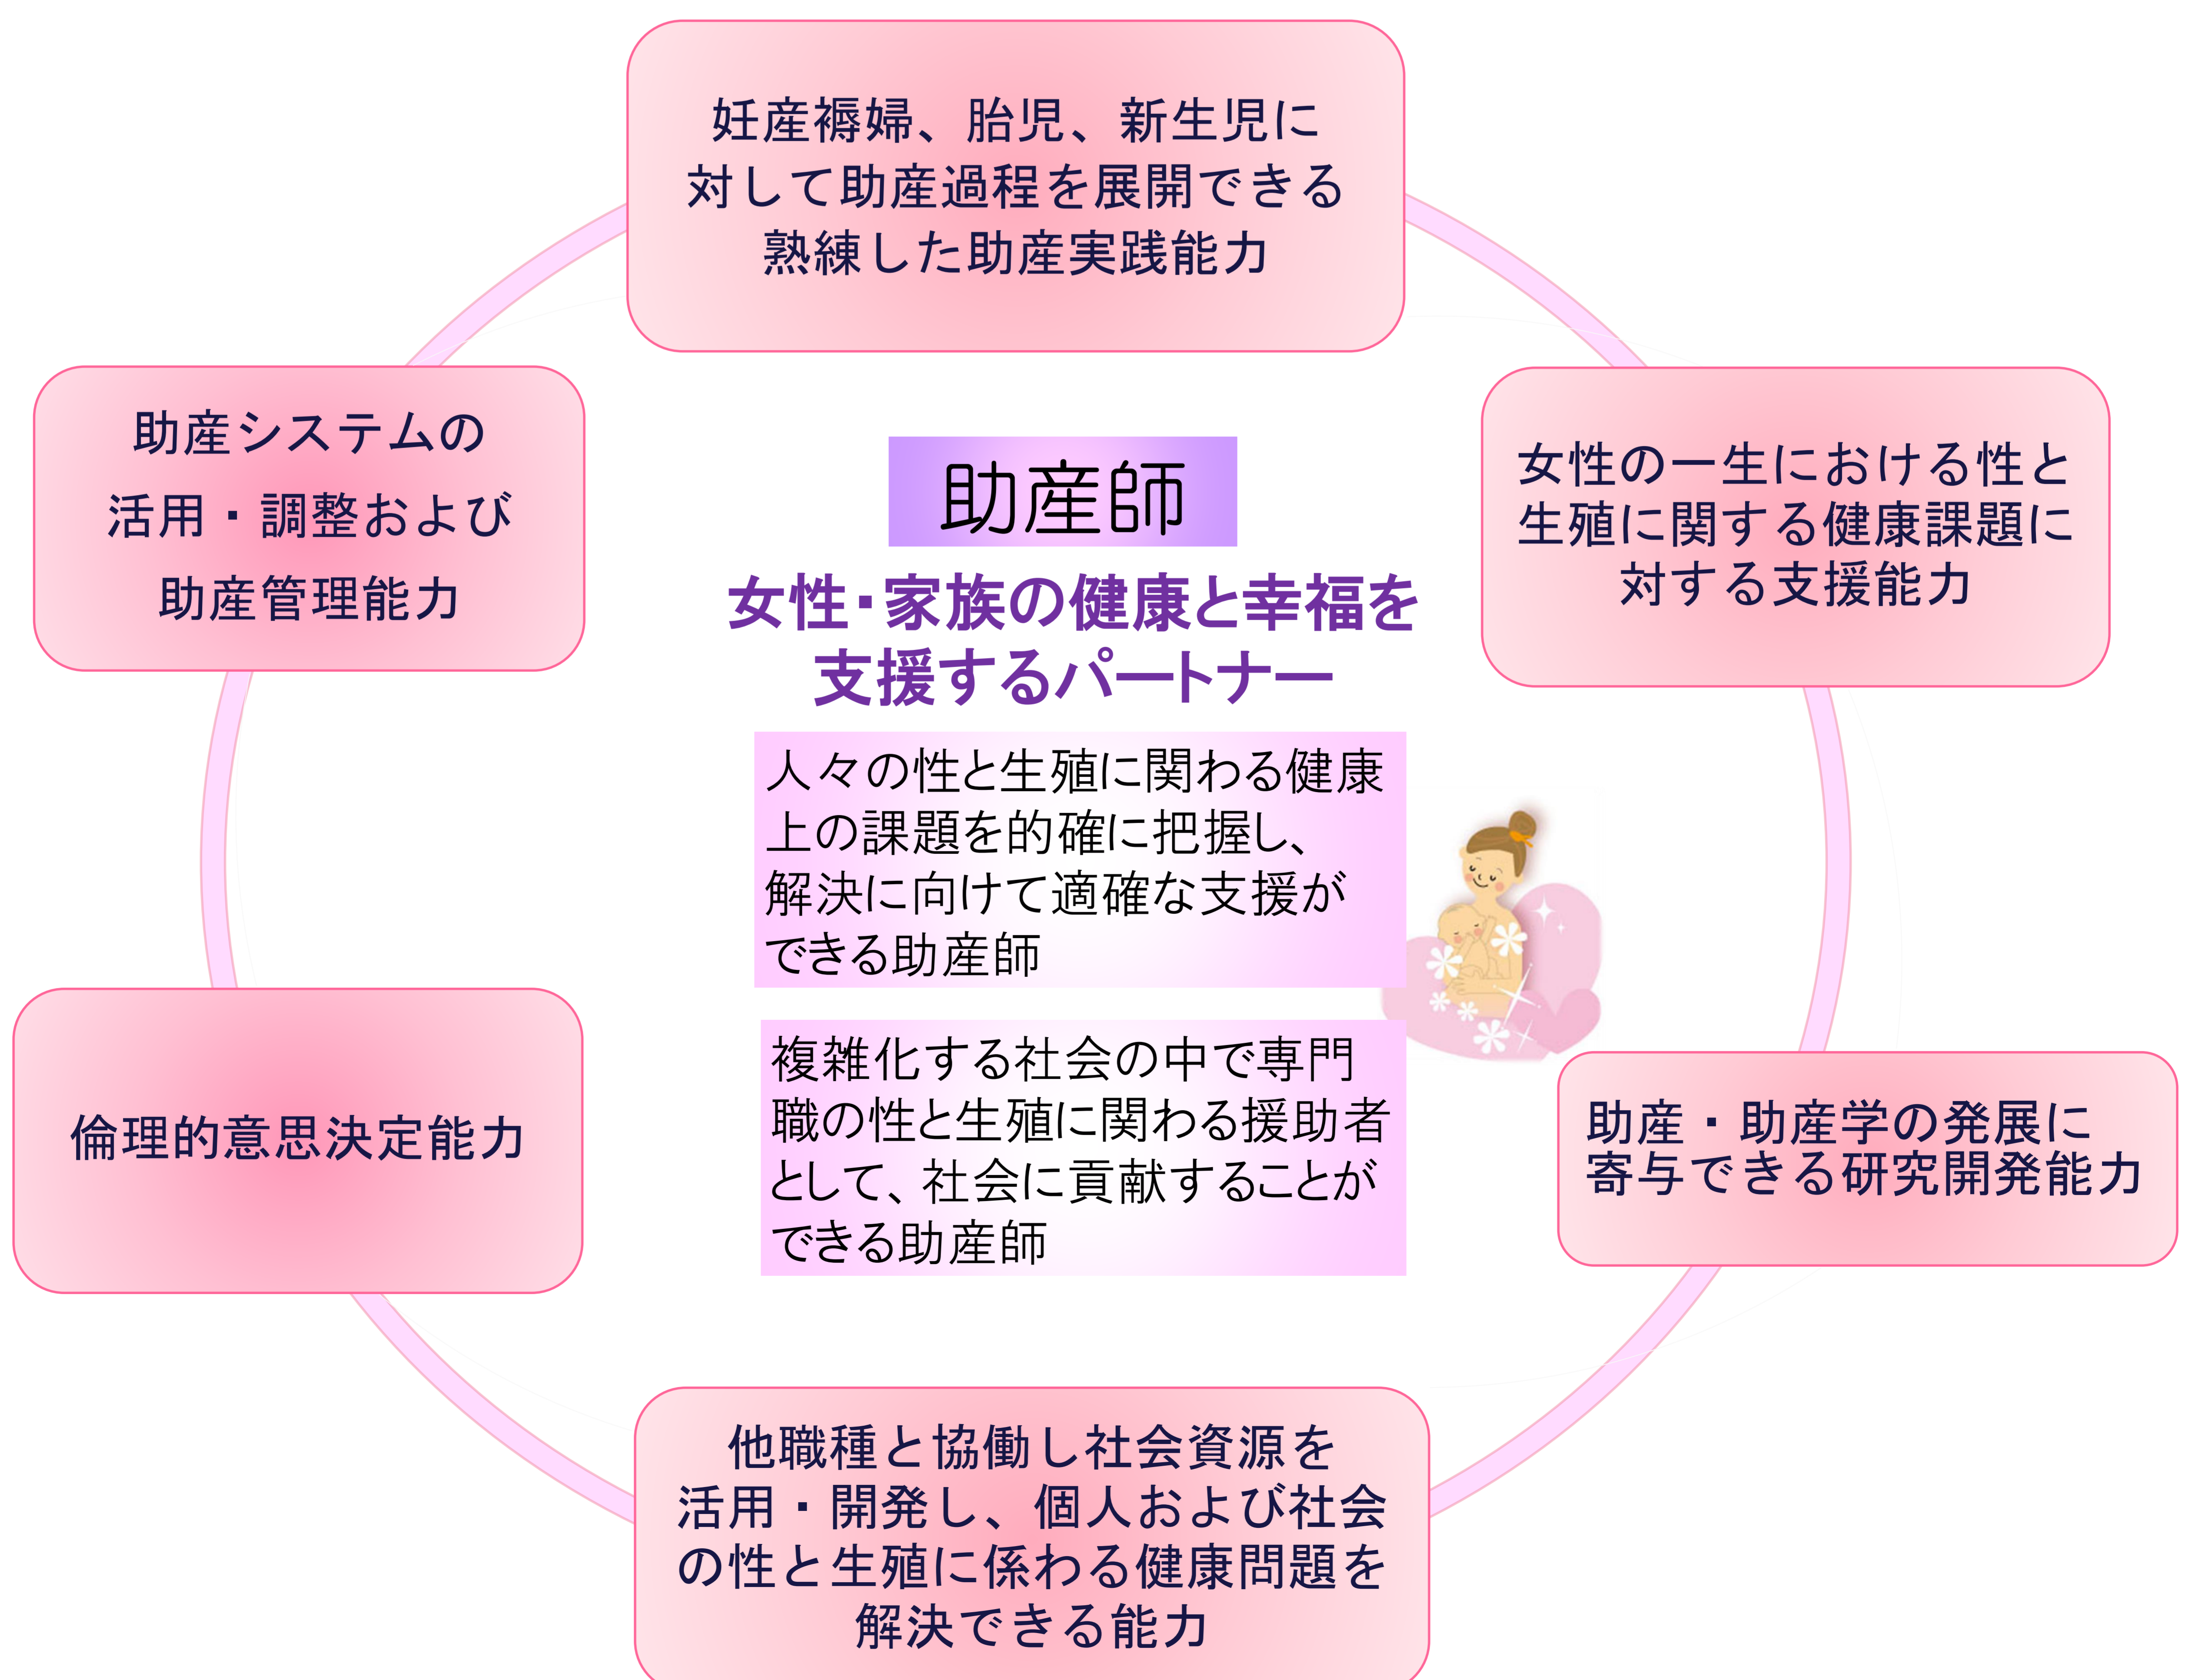 妊産褥婦、胎児、新生児に
対して助産過程を展開できる
熟練した助産実践能力
助産システムの
活用・調整および
助産管理能力
助産師
女性・家族の健康と幸福を
支援するパートナー
女性の一生における性と
生殖に関する健康課題に
対する支援能力
人々の性と生殖に関わる健康
上の課題を的確に把握し、
解決に向けて適確な支援が
できる助産師
複雑化する社会の中で専門
職の性と生殖に関わる援助者
として、社会に貢献することが
できる助産師
倫理的意思決定能力
助産・助産学の発展に
寄与できる研究開発能力
他職種と協働し社会資源を
活用・開発し、個人および社会
の性と生殖に係わる健康問題を
解決できる能力